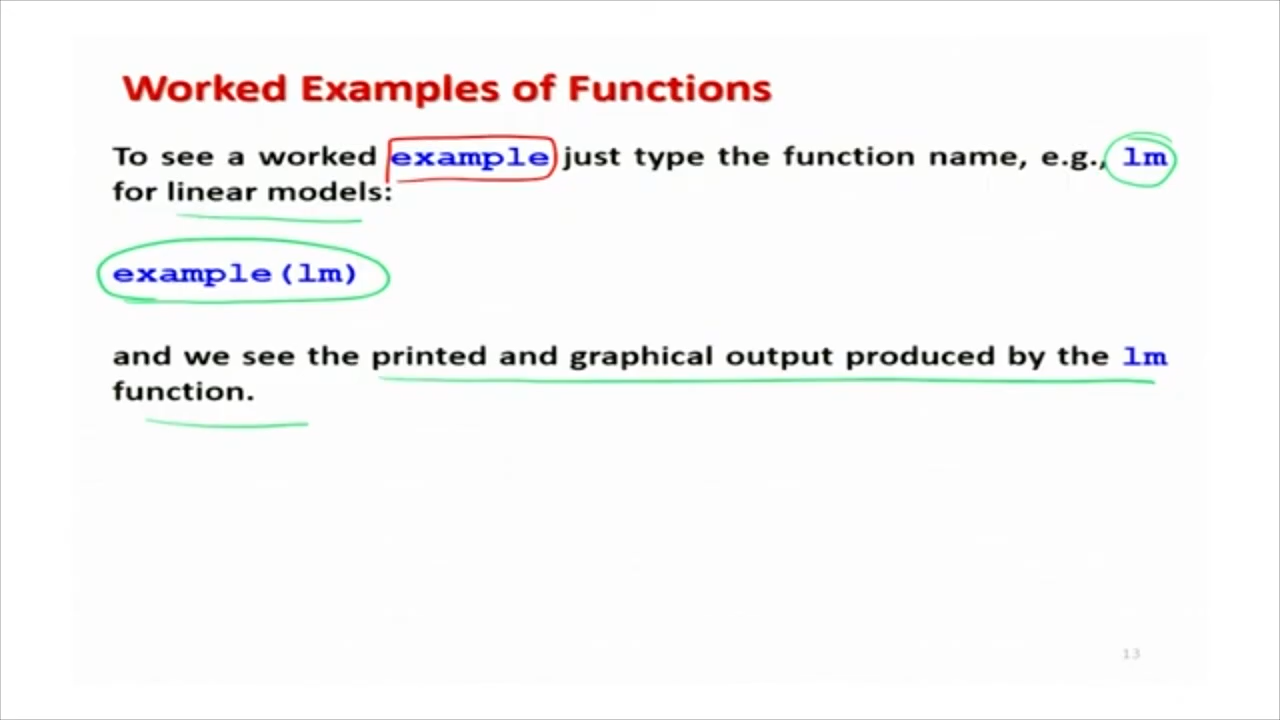 Worked Examples of Functions
To see a worked example just type the function name, e.g., lm
for linear models:
example(lm)
and we see the printed and graphical output produced by the lm
function.
13